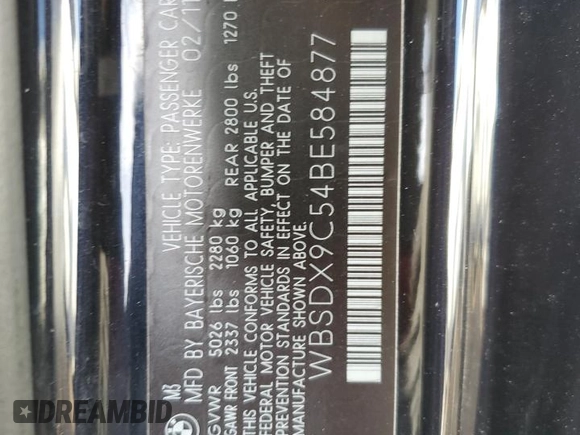 M3
VEHICLE TYPE: PASSENGER CAR
MFD BY BAYERISCHE MOTORENWERKE 02/11
GVWR 5026 lbs 2280 kg
GAWR FRONT 2337 lbs 1060 kg REAR 2800 lbs 1270
THIS VEHICLE CONFORMS TO ALL APPLICABLE U.S.
FEDERAL MOTOR VEHICLE SAFETY, BUMPER AND THEFT
PREVENTION STANDARDS IN EFFECT ON THE DATE OF
MANUFACTURE SHOWN ABOVE.
WBSDX9C54BE584877
DREAMBID